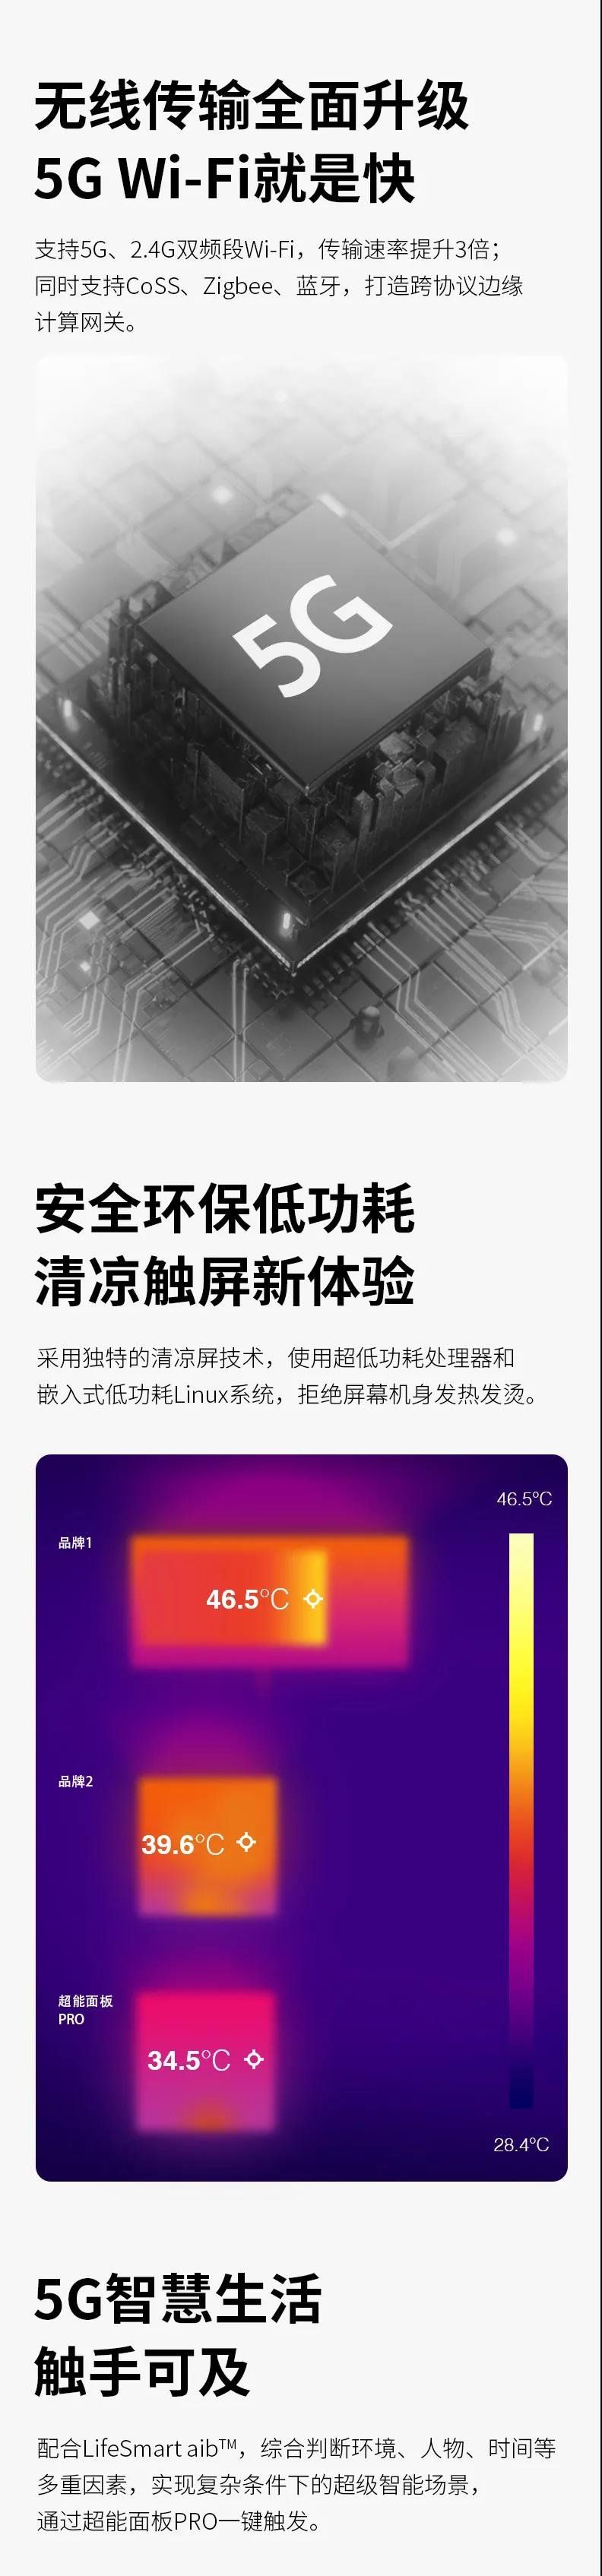 无线传输全面升级
5G Wi-Fi就是快
支持5G、2.4G双频段Wi-Fi，传输速率提升3倍；
同时支持CoSS、Zigbee、蓝牙，打造跨协议边缘
计算网关。
5G
安全环保低功耗
清凉触屏新体验
采用独特的清凉屏技术，使用超低功耗处理器和
嵌入式低功耗Linux系统，拒绝屏幕机身发热发烫。
46.5°C
品牌1
46.5°C
品牌2
39.6°C
超能面板
PRO
34.5°C
28.4°C
5G智慧生活
触手可及
配合LifeSmart aib™，综合判断环境、人物、时间等
多重因素，实现复杂条件下的超级智能场景，
通过超能面板PRO一键触发。